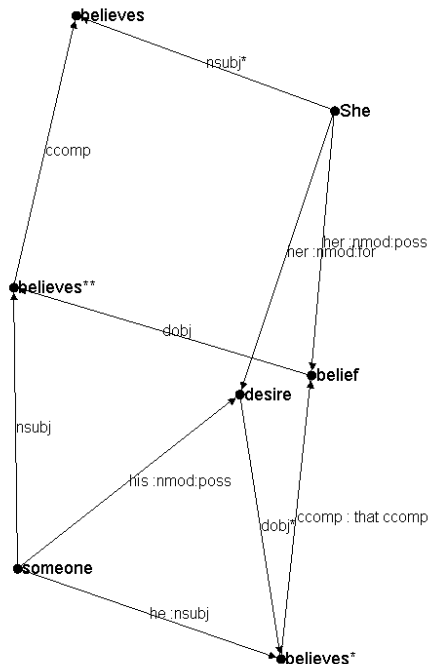 believes
nsubj*
She
ccomp
her :nmod:poss
her :nmod:for
believes**
dobj
belief
desire
nsubj
his :nmod:poss
ccomp : that ccomp
dobj*
someone
he :nsubj
believes*